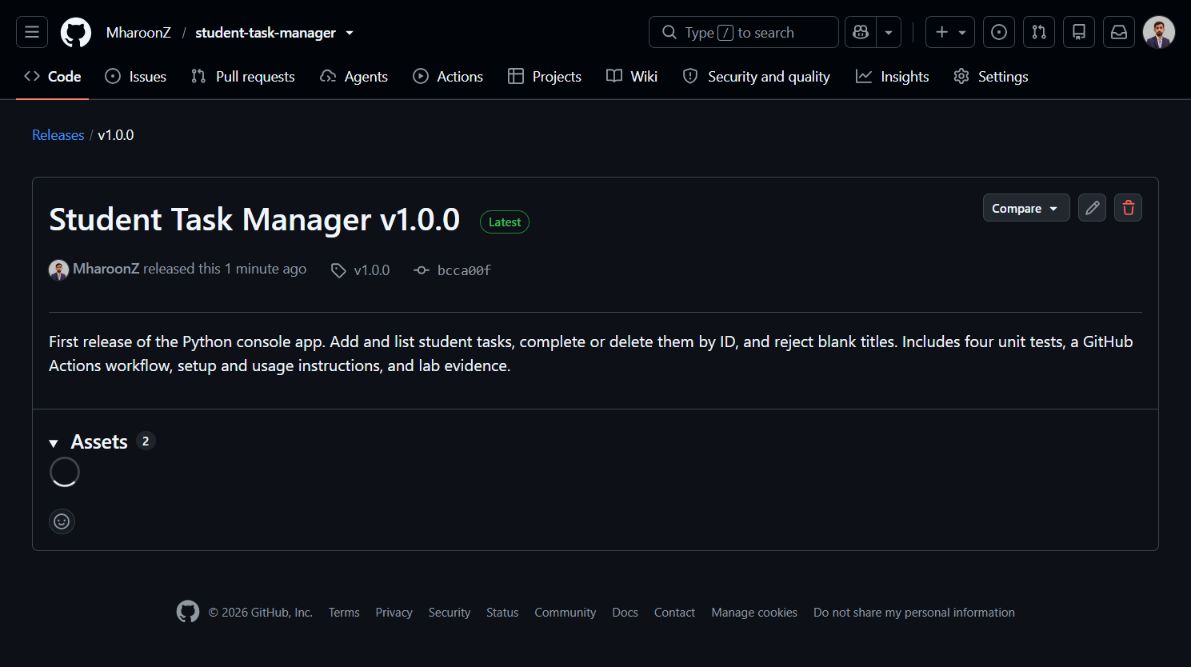 MharoonZ / student-task-manager
Type / to search
Code Issues Pull requests Agents Actions Projects Wiki Security and quality Insights Settings
Releases / v1.0.0
Student Task Manager v1.0.0 Latest
Compare
MharoonZ released this 1 minute ago v1.0.0 bcca00f
First release of the Python console app. Add and list student tasks, complete or delete them by ID, and reject blank titles. Includes four unit tests, a GitHub
Actions workflow, setup and usage instructions, and lab evidence.
Assets 2
© 2026 GitHub, Inc. Terms Privacy Security Status Community Docs Contact Manage cookies Do not share my personal information